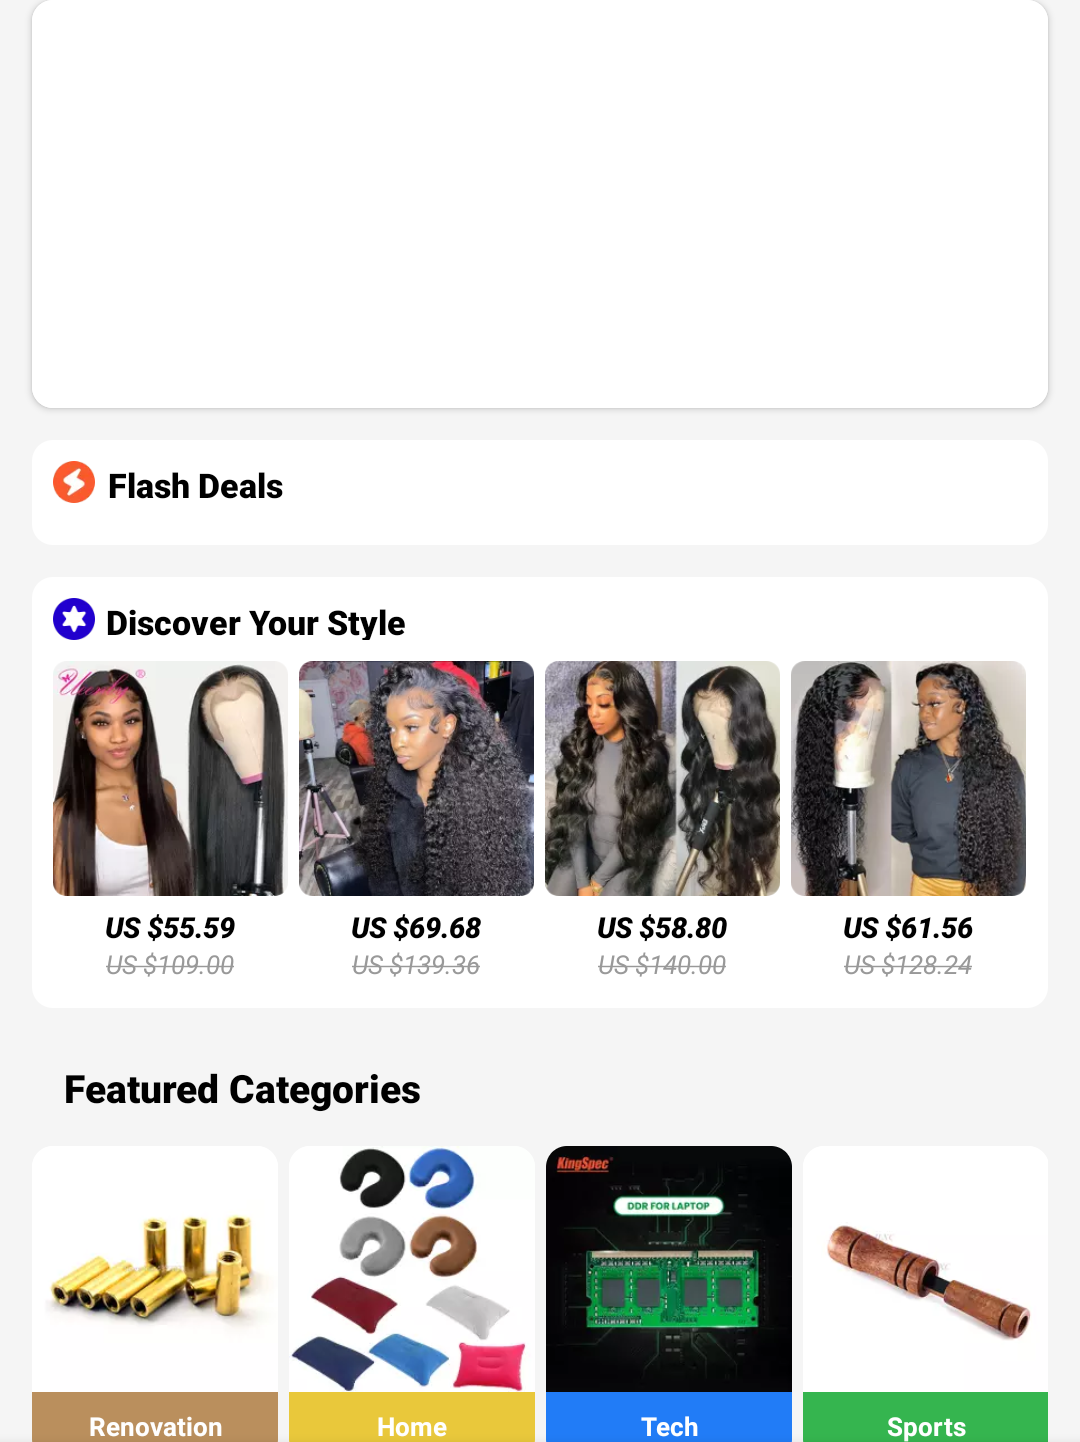 Flash Deals
Discover Your Style
Uwowly®
US $55.59
US $69.68
US $58.80
US $61.56
US $109.00
US $139.36
US $140.00
US $128.24
Featured Categories
KingSpec
DDR FOR LAPTOP
Renovation
Home
Tech
Sports